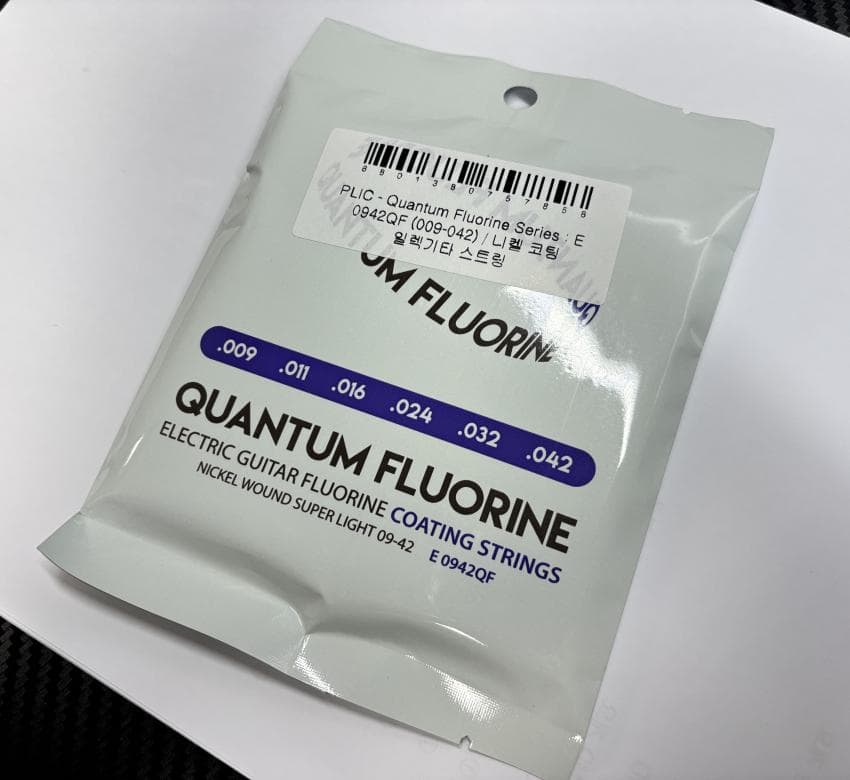 8801380757856
PLIC - Quantum Fluorine Series : E
0942QF (009-042) / 니켈 코팅
일렉기타 스트링
UM FLUORINE
.009 .011 .016 .024 .032 .042
QUANTUM FLUORINE
ELECTRIC GUITAR FLUORINE COATING STRINGS
NICKEL WOUND SUPER LIGHT 09-42 E 0942QF